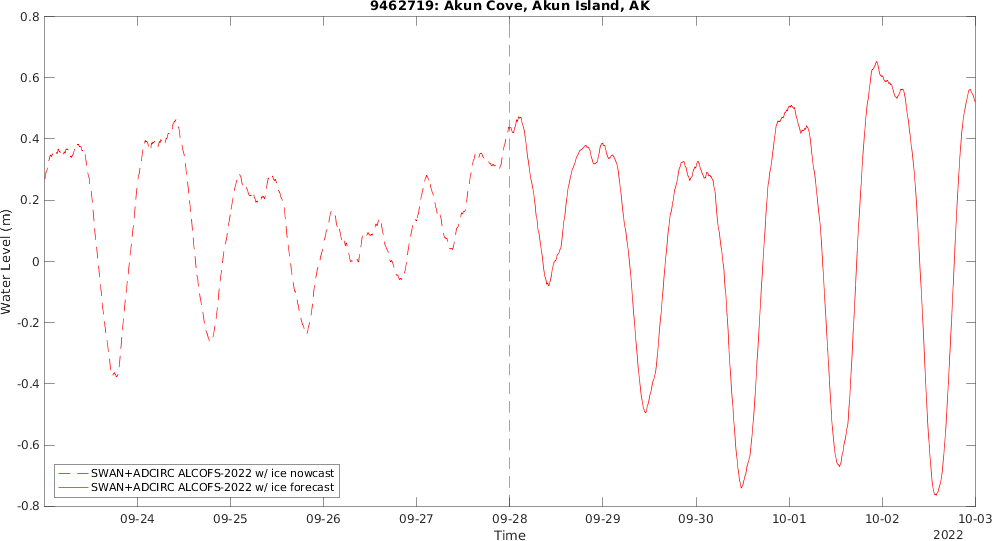 9462719: Akun Cove, Akun Island, AK
0.8
0.6
0.4
0.2
0
-0.2
-0.4
-0.6
-0.8
Water Level (m)
SWAN+ADCIRC ALCOFS-2022 w/ ice nowcast
SWAN+ADCIRC ALCOFS-2022 w/ ice forecast
09-24 09-25 09-26 09-27 09-28 09-29 09-30 10-01 10-02 10-03
Time
2022